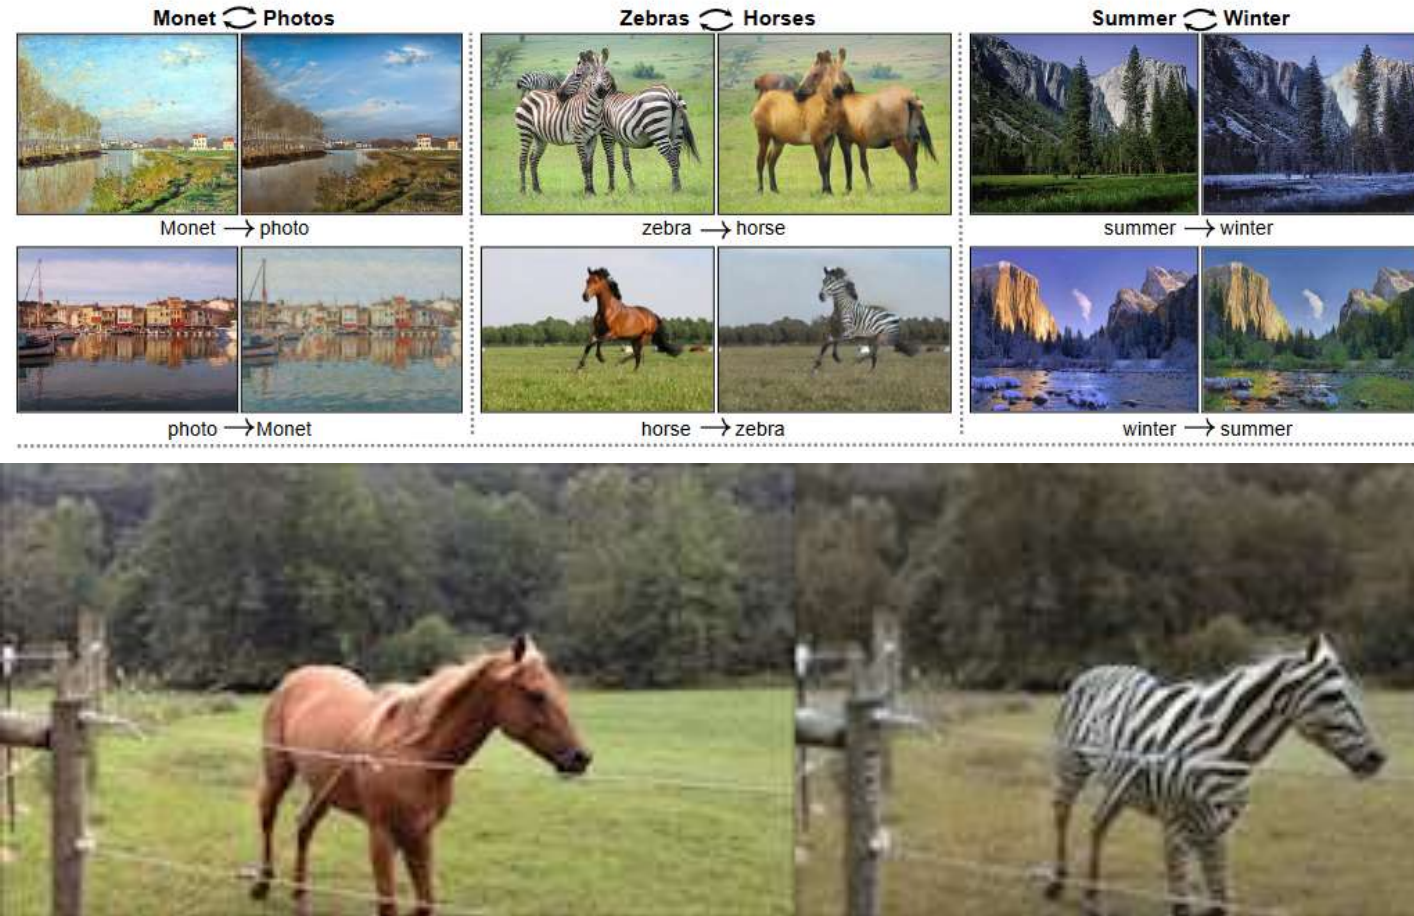 Monet ⇄ Photos
Zebras ⇄ Horses
Summer ⇄ Winter
Monet → photo
zebra → horse
summer → winter
photo → Monet
horse → zebra
winter → summer